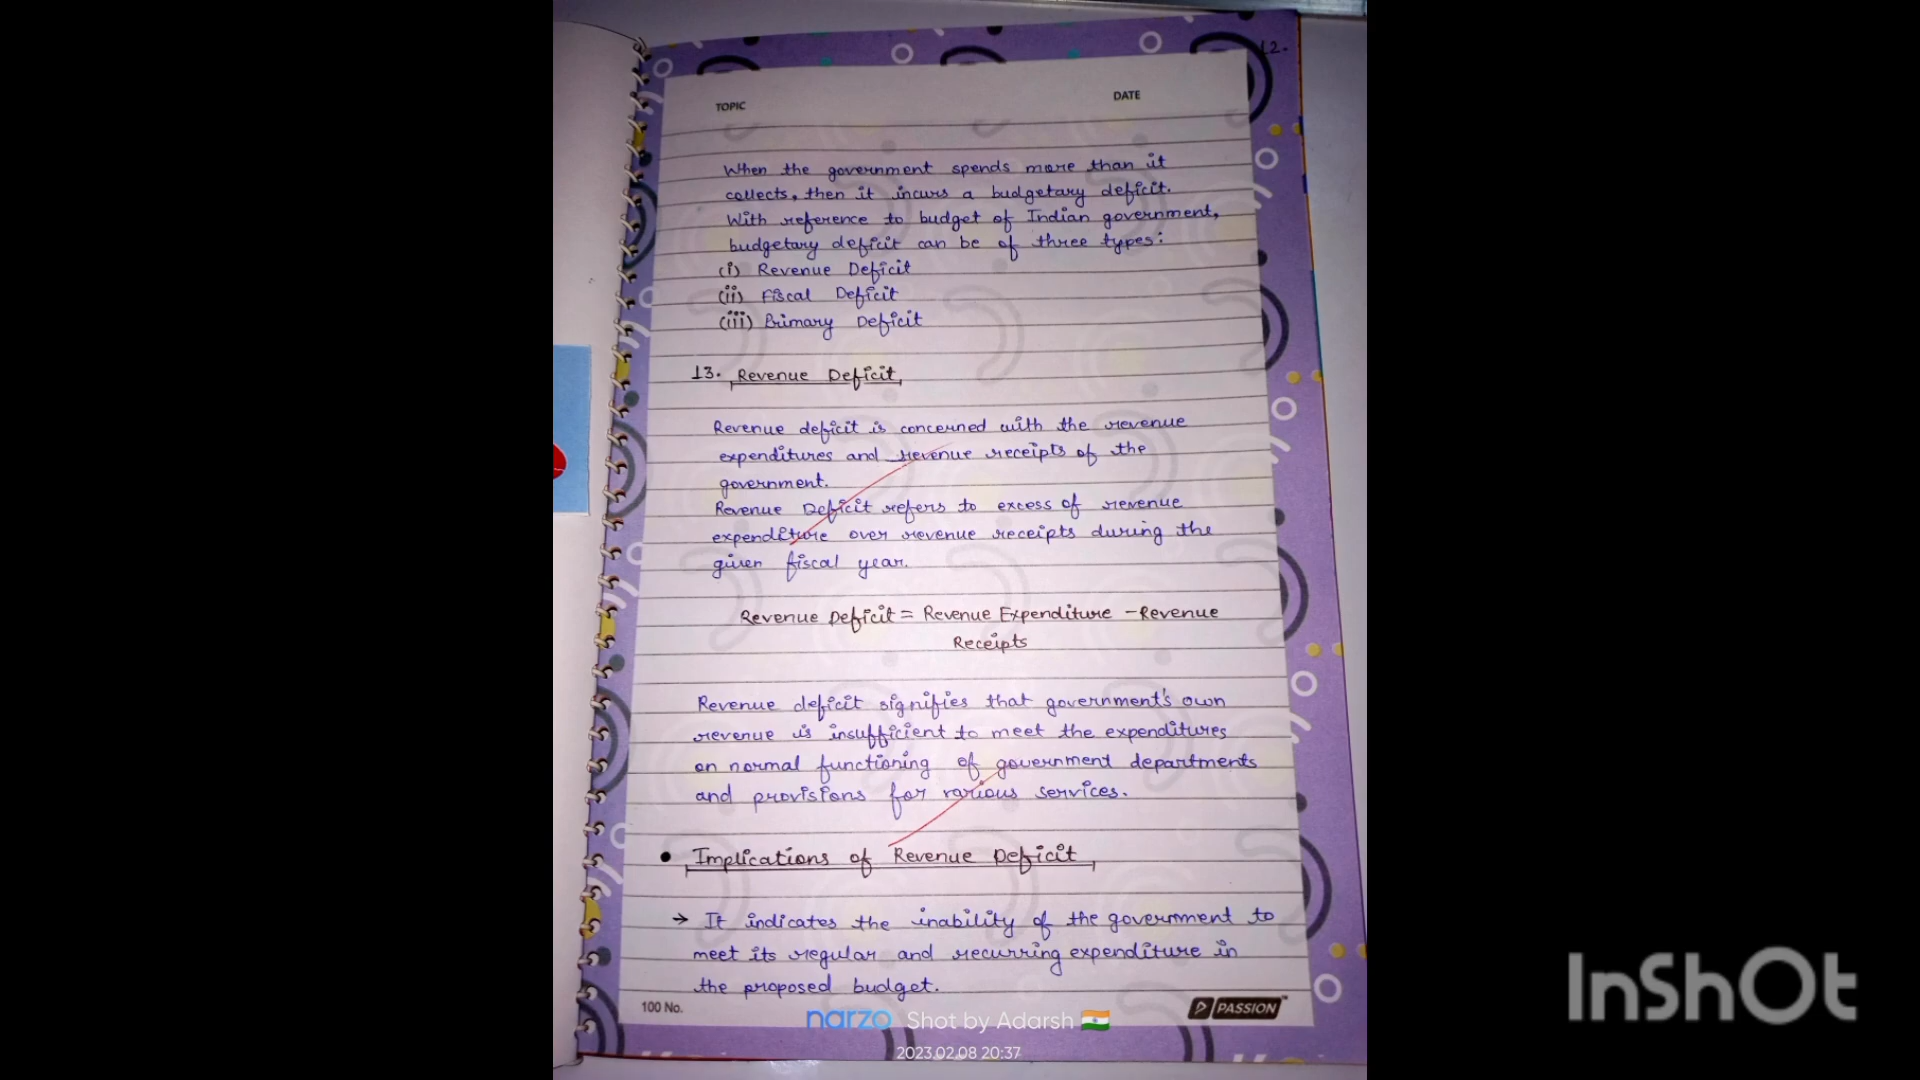 12.
TOPIC
DATE
When the government spends more than it
collects, then it incurs a budgetary deficit.
With reference to budget of Indian government,
budgetary deficit can be of three types:
(i) Revenue Deficit
(ii) Fiscal Deficit
(iii) Primary Deficit
13. Revenue Deficit
Revenue deficit is concerned with the revenue
expenditures and revenue receipts of the
government.
Revenue Deficit refers to excess of revenue
expenditure over revenue receipts during the
given fiscal year.
Revenue Deficit = Revenue Expenditure - Revenue
Receipts
Revenue deficit signifies that government's own
revenue is insufficient to meet the expenditures
on normal functioning of government departments
and provisions for various services.
• Implications of Revenue Deficit
→ It indicates the inability of the government to
meet its regular and recurring expenditure in
the proposed budget.
100 No.
PASSION
narzo Shot by Adarsh 🇮🇳
2023.02.08 20:37
InShOt